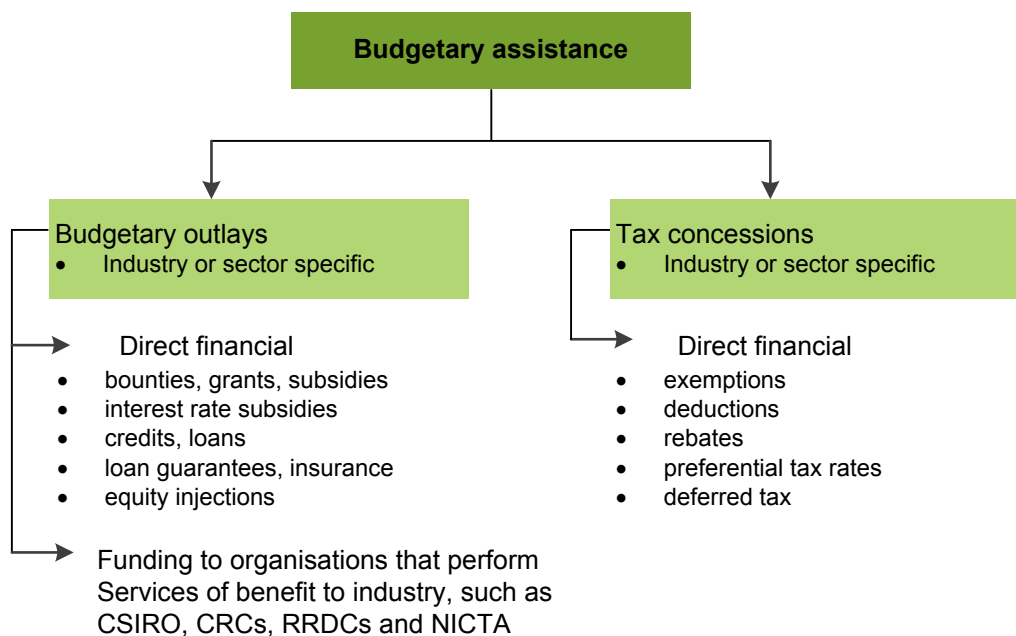 Budgetary assistance
Budgetary outlays
• Industry or sector specific
Tax concessions
• Industry or sector specific
Direct financial
• bounties, grants, subsidies
• interest rate subsidies
• credits, loans
• loan guarantees, insurance
• equity injections
Funding to organisations that perform
Services of benefit to industry, such as
CSIRO, CRCs, RRDCs and NICTA
Direct financial
• exemptions
• deductions
• rebates
• preferential tax rates
• deferred tax